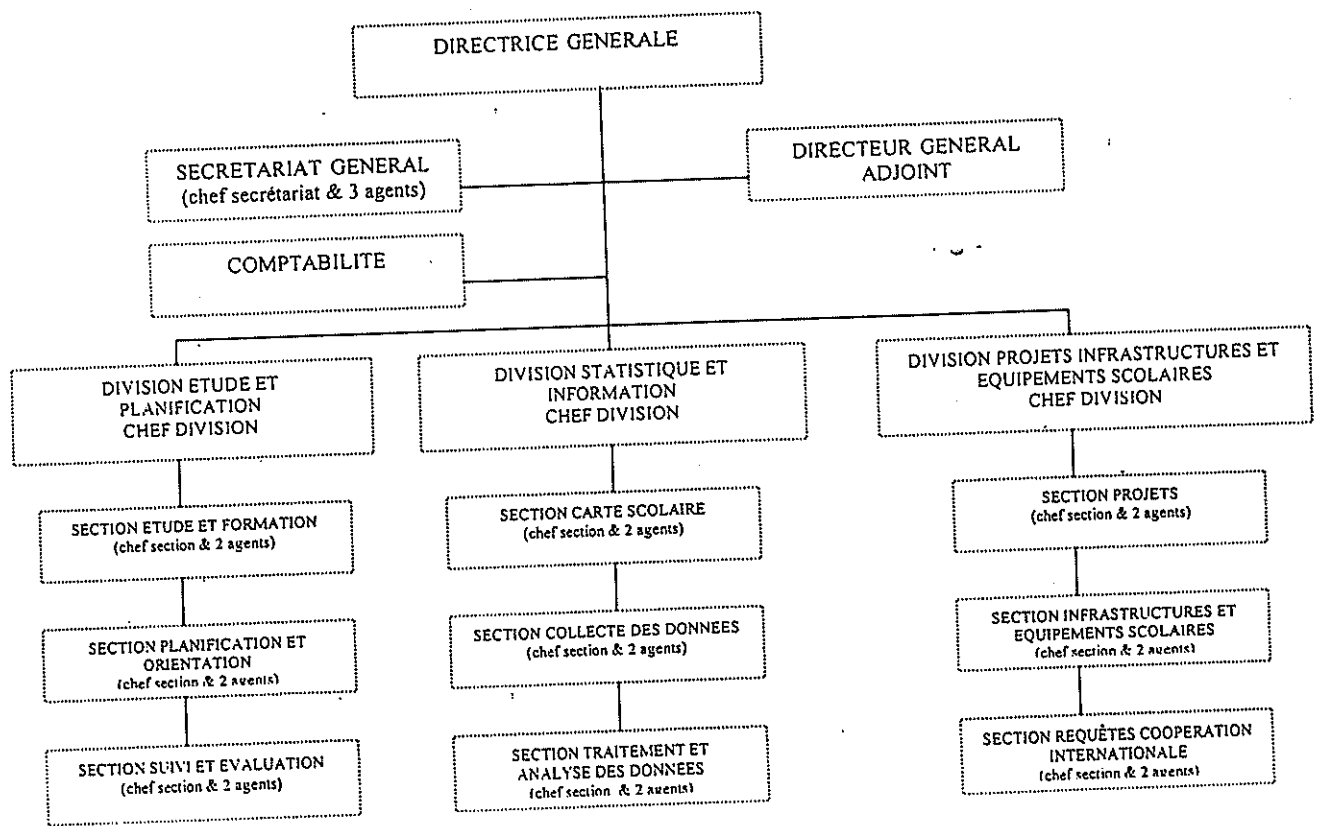 DIRECTRICE GENERALE
SECRETARIAT GENERAL
(chef secrétariat & 3 agents)
DIRECTEUR GENERAL
ADJOINT
COMPTABILITE
DIVISION ETUDE ET
PLANIFICATION
CHEF DIVISION
DIVISION STATISTIQUE ET
INFORMATION
CHEF DIVISION
DIVISION PROJETS INFRASTRUCTURES ET
EQUIPEMENTS SCOLAIRES
CHEF DIVISION
SECTION ETUDE ET FORMATION
(chef section & 2 agents)
SECTION CARTE SCOLAIRE
(chef section & 2 agents)
SECTION PROJETS
(chef section & 2 agents)
SECTION PLANIFICATION ET
ORIENTATION
(chef section & 2 agents)
SECTION COLLECTE DES DONNEES
(chef section & 2 agents)
SECTION INFRASTRUCTURES ET
EQUIPEMENTS SCOLAIRES
(chef section & 2 agents)
SECTION SUIVI ET EVALUATION
(chef section & 2 agents)
SECTION TRAITEMENT ET
ANALYSE DES DONNEES
(chef section & 2 agents)
SECTION REQUÊTES COOPERATION
INTERNATIONALE
(chef section & 2 agents)